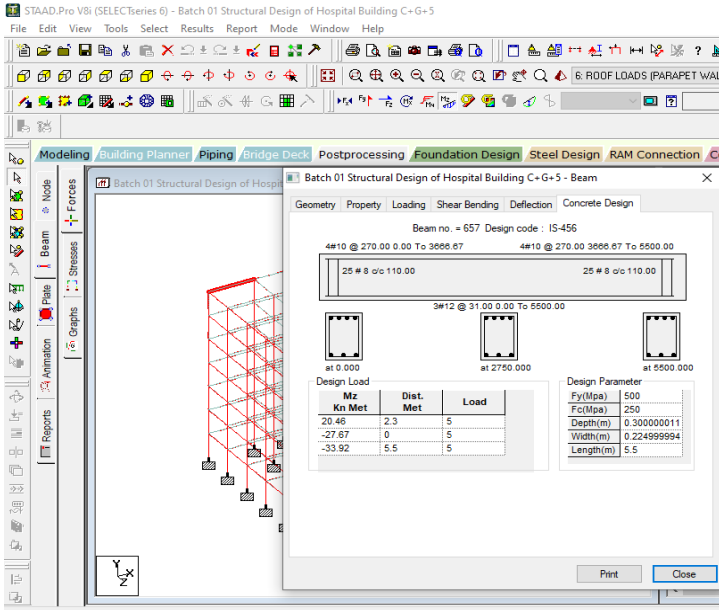 STAAD.Pro V8i (SELECTseries 6) - Batch 01 Structural Design of Hospital Building C+G+5
File Edit View Tools Select Results Report Mode Window Help
6: ROOF LOADS (PARAPET WAL
Modeling Building Planner Piping Bridge Deck Postprocessing Foundation Design Steel Design RAM Connection
Node
Beam
Plate
Animation
Reports
Forces
Stresses
Graphs
Batch 01 Structural Design of Hospi
Batch 01 Structural Design of Hospital Building C+G+5 - Beam
Geometry Property Loading Shear Bending Deflection Concrete Design
Beam no. = 657 Design code : IS-456
4#10 @ 270.00 0.00 To 3666.67 4#10 @ 270.00 3666.67 To 5500.00
25 # 8 c/c 110.00 25 # 8 c/c 110.00
3#12 @ 31.00 0.00 To 5500.00
at 0.000 at 2750.000 at 5500.000
Design Load
Mz Kn Met Dist. Met Load
20.46 2.3 5
-27.67 0 5
-33.92 5.5 5
Design Parameter
Fy(Mpa) 500
Fc(Mpa) 250
Depth(m) 0.300000011
Width(m) 0.224999994
Length(m) 5.5
Print Close
Y
X
Z